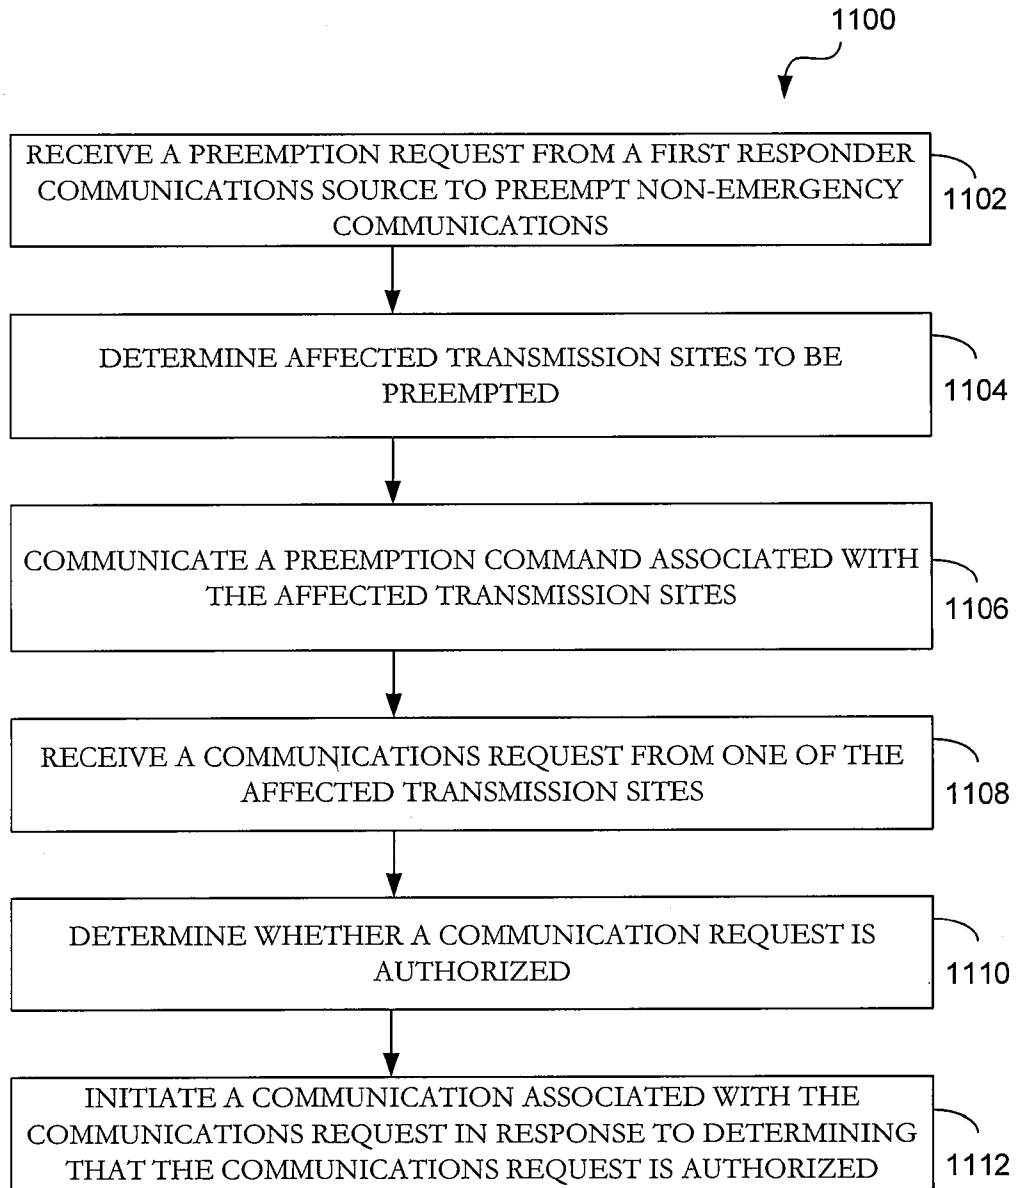 1100
RECEIVE A PREEMPTION REQUEST FROM A FIRST RESPONDER
COMMUNICATIONS SOURCE TO PREEMPT NON-EMERGENCY
COMMUNICATIONS
1102
DETERMINE AFFECTED TRANSMISSION SITES TO BE
PREEMPTED
1104
COMMUNICATE A PREEMPTION COMMAND ASSOCIATED WITH
THE AFFECTED TRANSMISSION SITES
1106
RECEIVE A COMMUNICATIONS REQUEST FROM ONE OF THE
AFFECTED TRANSMISSION SITES
1108
DETERMINE WHETHER A COMMUNICATION REQUEST IS
AUTHORIZED
1110
INITIATE A COMMUNICATION ASSOCIATED WITH THE
COMMUNICATIONS REQUEST IN RESPONSE TO DETERMINING
THAT THE COMMUNICATIONS REQUEST IS AUTHORIZED
1112